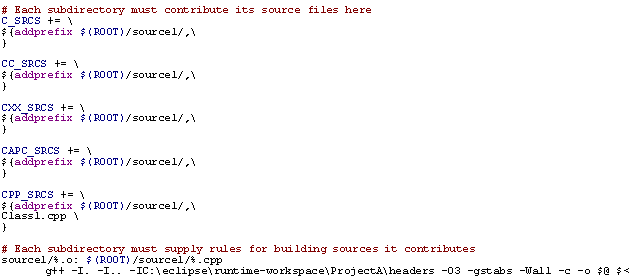 # Each subdirectory must contribute its source files here
C_SRCS += \
${addprefix $(ROOT)/source1/,\
}
CC_SRCS += \
${addprefix $(ROOT)/source1/,\
}
CXX_SRCS += \
${addprefix $(ROOT)/source1/,\
}
CAPC_SRCS += \
${addprefix $(ROOT)/source1/,\
}
CPP_SRCS += \
${addprefix $(ROOT)/source1/,\
Class1.cpp \
}
# Each subdirectory must supply rules for building sources it contributes
source1/%.o: $(ROOT)/source1/%.cpp
g++ -I. -I.. -IC:\eclipse\runtime-workspace\ProjectA\headers -O3 -gstabs -Wall -c -o $@ $<